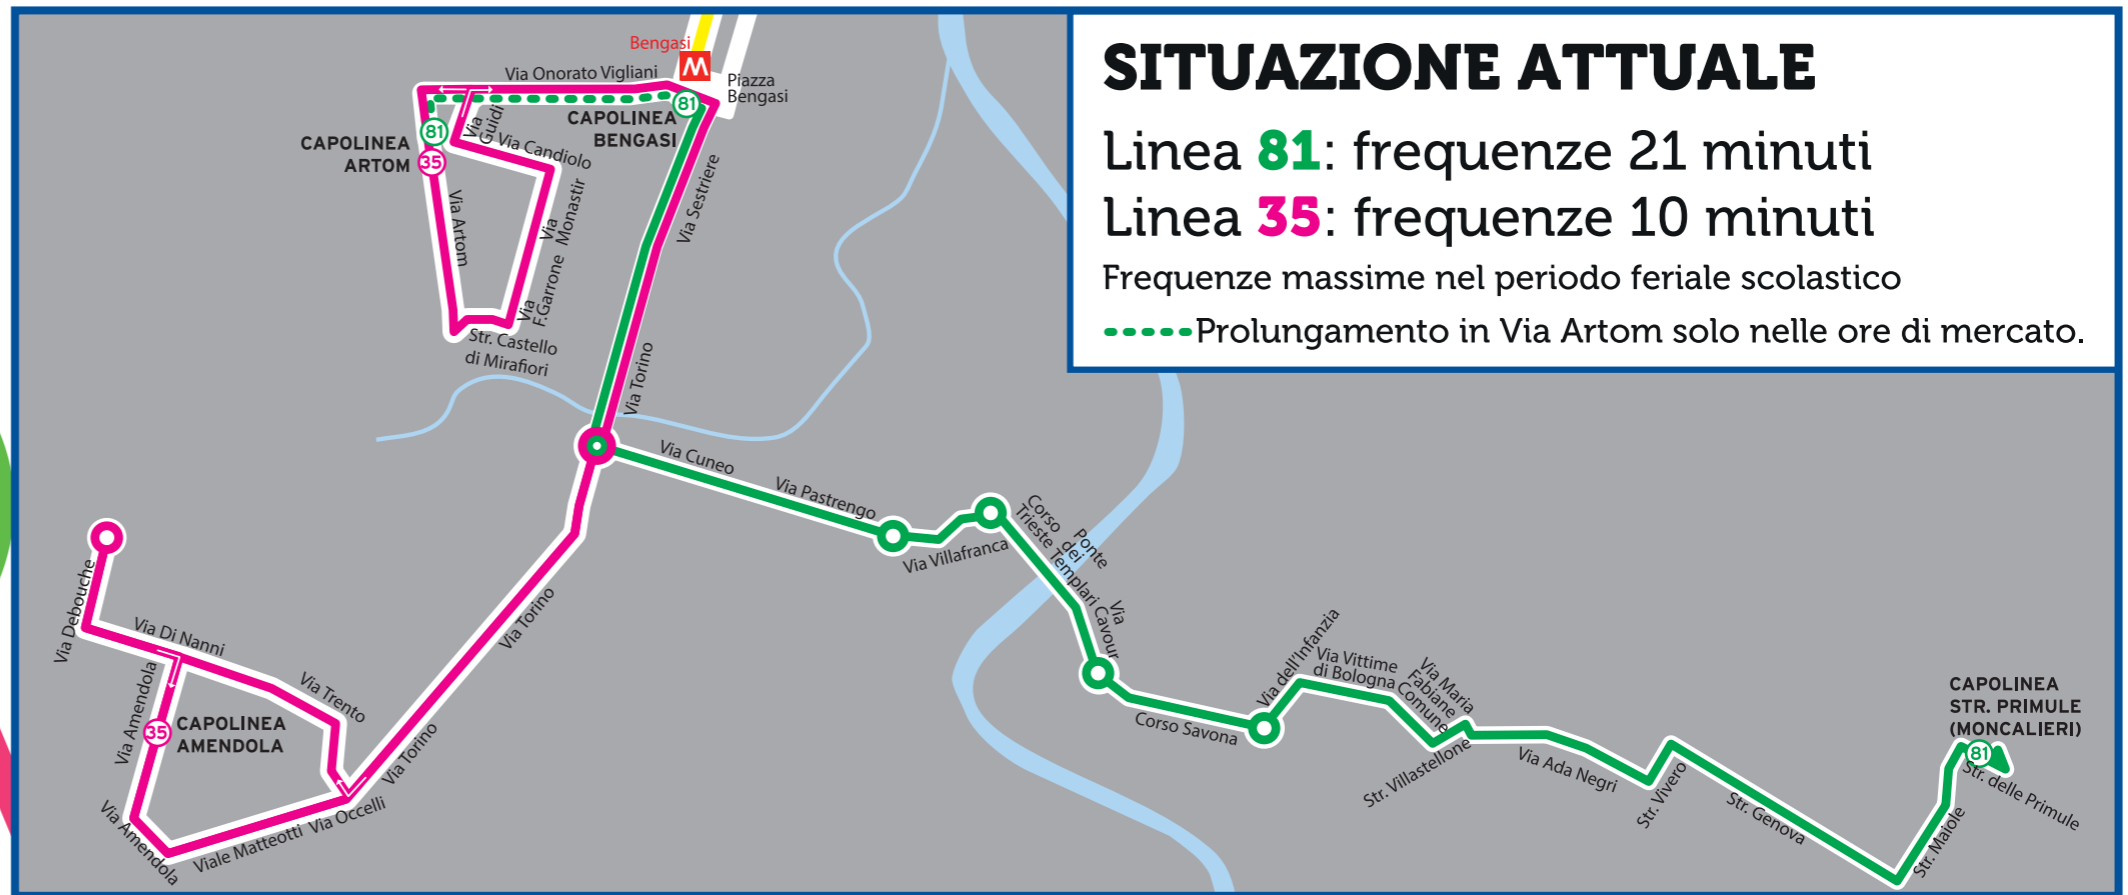 SITUAZIONE ATTUALE
Linea 81: frequenze 21 minuti
Linea 35: frequenze 10 minuti
Frequenze massime nel periodo feriale scolastico
Prolungamento in Via Artom solo nelle ore di mercato.
Bengasi
M
Piazza
Bengasi
Via Onorato Vigliani
81
CAPOLINEA
BENGASI
81
CAPOLINEA
ARTOM
35
Via
Guidi
Via Candiolo
Via Artom
Via
Monastir
Via
F.Garrone
Str. Castello
di Mirafiori
Via Sestriere
Via Torino
Via Cuneo
Via Pastrengo
Via Villafranca
Corso
Trieste
Ponte
dei
Templari
Via
Cavour
Corso Savona
Via dell'Infanzia
Via Vittime
di Bologna
Via Maria
Fabiane
Comune
Comune
Str. Villastellone
Via Ada Negri
Str. Vivero
Str. Genova
Str. Maiole
CAPOLINEA
STR. PRIMULE
(MONCALIERI)
81
Str. delle Primule
Via Debouche
Via Di Nanni
Via Amendola
Via Trento
35
CAPOLINEA
AMENDOLA
Via Torino
Via Torino
Via Amendola
Viale Matteotti
Via Occelli